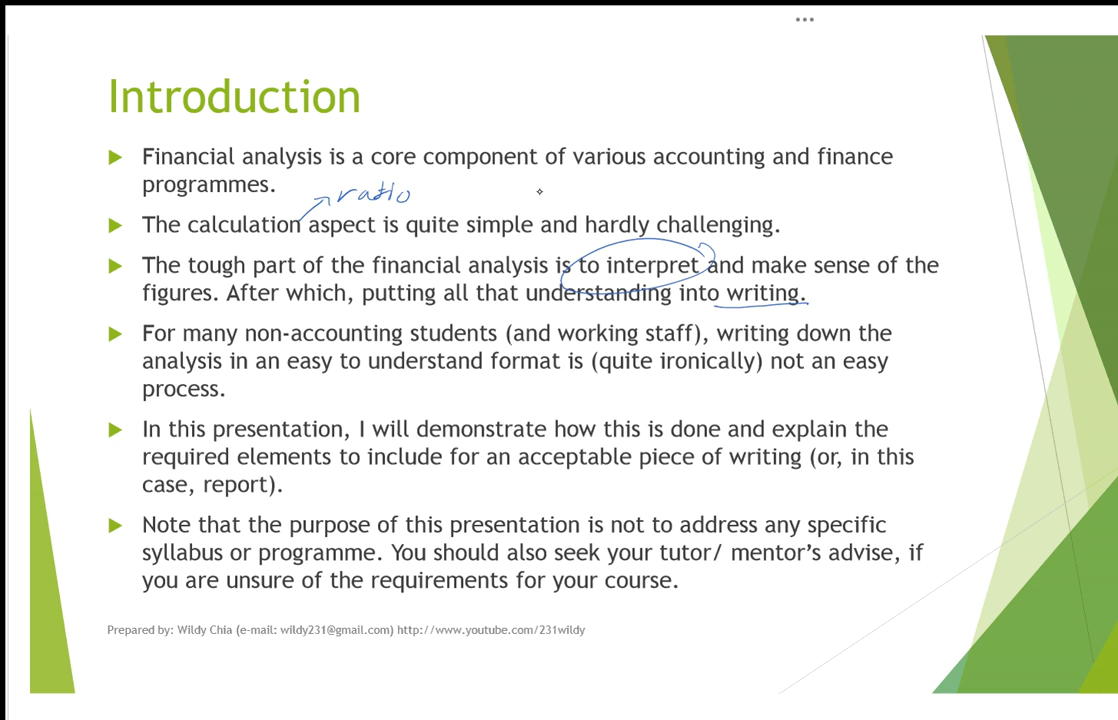 Introduction
Financial analysis is a core component of various accounting and finance
programmes.
ratio
The calculation aspect is quite simple and hardly challenging.
The tough part of the financial analysis is to interpret and make sense of the
figures. After which, putting all that understanding into writing.
For many non-accounting students (and working staff), writing down the
analysis in an easy to understand format is (quite ironically) not an easy
process.
In this presentation, I will demonstrate how this is done and explain the
required elements to include for an acceptable piece of writing (or, in this
case, report).
Note that the purpose of this presentation is not to address any specific
syllabus or programme. You should also seek your tutor/ mentor's advise, if
you are unsure of the requirements for your course.
Prepared by: Wildy Chia (e-mail: wildy231@gmail.com) http://www.youtube.com/231wildy